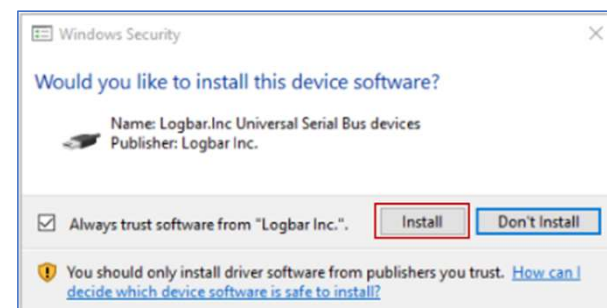 Windows Security
Would you like to install this device software?
Name: Logbar.Inc Universal Serial Bus devices
Publisher: Logbar Inc.
Always trust software from "Logbar Inc.". Install Don't Install
You should only install driver software from publishers you trust. How can I
decide which device software is safe to install?